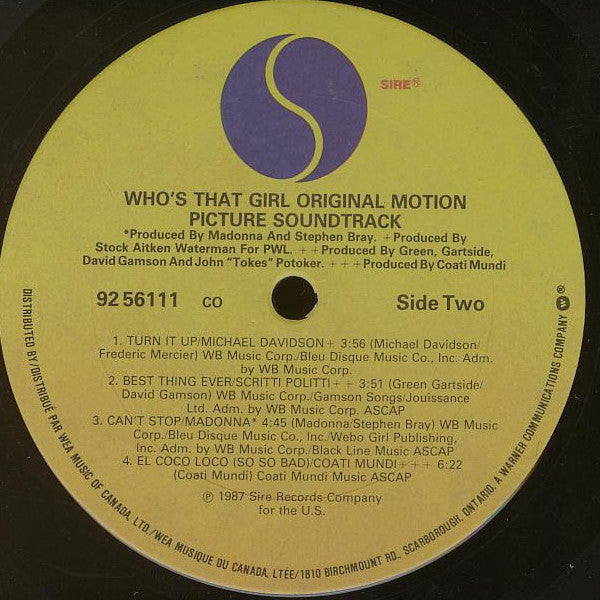 SIRE®
WHO'S THAT GIRL ORIGINAL MOTION
PICTURE SOUNDTRACK
*Produced By Madonna And Stephen Bray. +Produced By
Stock Aitken Waterman For PWL. ++Produced By Green, Gartside,
David Gamson And John "Tokes" Potoker. +++Produced By Coati Mundi
92 56111 CO Side Two
1. TURN IT UP/MICHAEL DAVIDSON+ 3:56 (Michael Davidson/
Frederic Mercier) WB Music Corp./Bleu Disque Music Co., Inc. Adm.
by WB Music Corp.
2. BEST THING EVER/SCRITTI POLITTI++ 3:51 (Green Gartside/
David Gamson) WB Music Corp./Gamson Songs/Jouissance
Ltd. Adm. by WB Music Corp. ASCAP
3. CAN'T STOP/MADONNA* 4:45 (Madonna/Stephen Bray) WB Music
Corp./Bleu Disque Music Co., Inc./Webo Girl Publishing,
Inc. Adm. by WB Music Corp./Black Line Music ASCAP
4. EL COCO LOCO (SO SO BAD)/COATI MUNDI+++ 6:22
(Coati Mundi) Coati Mundi Music ASCAP
℗ 1987 Sire Records Company
for the U.S.
DISTRIBUTED BY/DISTRIBUÉ PAR WEA MUSIC OF CANADA, LTD./WEA MUSIQUE DU CANADA, LTÉE/1810 BIRCHMOUNT RD., SCARBOROUGH, ONTARIO, A WARNER COMMUNICATIONS COMPANY ®